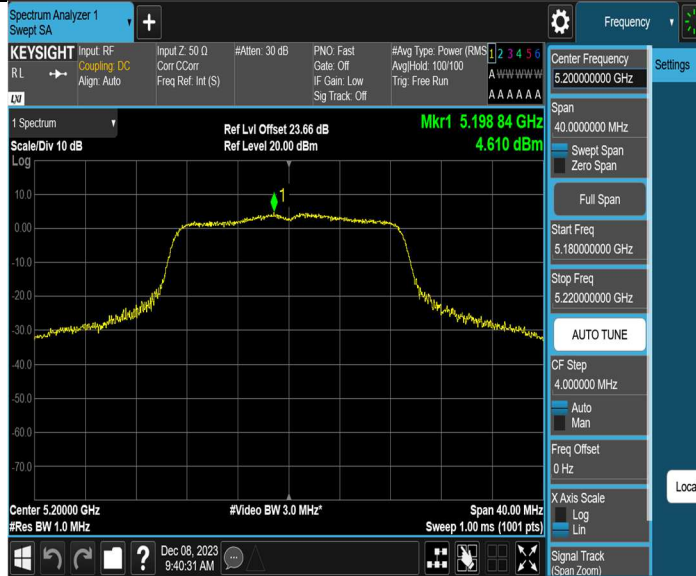 Spectrum Analyzer 1
Swept SA
+
Frequency
KEYSIGHT
RL
LXI
Input: RF
Coupling: DC
Align: Auto
Input Z: 50 Ω
Corr CCorr
Freq Ref: Int (S)
#Atten: 30 dB
PNO: Fast
Gate: Off
IF Gain: Low
Sig Track: Off
#Avg Type: Power (RMS
Avg|Hold: 100/100
Trig: Free Run
1 2 3 4 5 6
A W W W W W
A A A A A A
1 Spectrum
Scale/Div 10 dB
Log
Ref Lvl Offset 23.66 dB
Ref Level 20.00 dBm
Mkr1 5.198 84 GHz
4.610 dBm
1
10.0
0.00
-10.0
-20.0
-30.0
-40.0
-50.0
-60.0
-70.0
Center 5.20000 GHz
#Res BW 1.0 MHz
#Video BW 3.0 MHz*
Span 40.00 MHz
Sweep 1.00 ms (1001 pts)
?
Dec 08, 2023
9:40:31 AM
Center Frequency
5.200000000 GHz
Span
40.0000000 MHz
Swept Span
Zero Span
Full Span
Start Freq
5.180000000 GHz
Stop Freq
5.220000000 GHz
AUTO TUNE
CF Step
4.000000 MHz
Auto
Man
Freq Offset
0 Hz
X Axis Scale
Log
Lin
Signal Track
(Span Zoom)
Settings
Loca